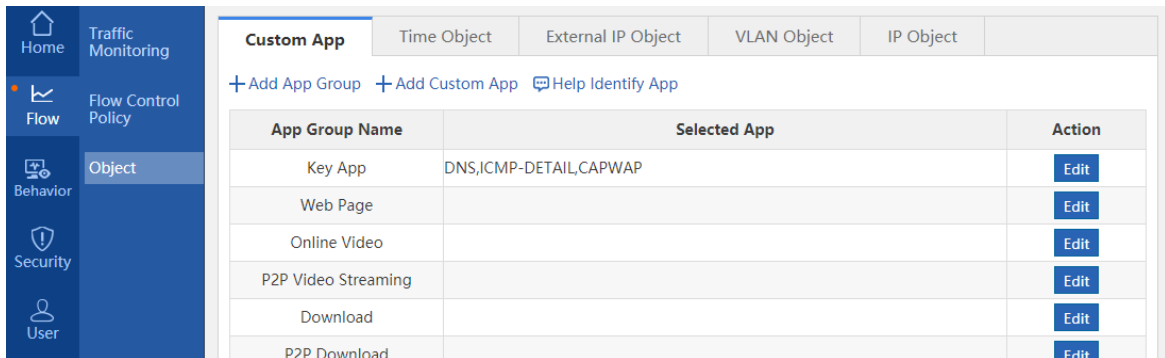 Home
Flow
Behavior
Security
User
Traffic
Monitoring
Flow Control
Policy
Object
Custom App Time Object External IP Object VLAN Object IP Object
Add App Group Add Custom App Help Identify App
App Group Name Selected App Action
Key App DNS,ICMP-DETAIL,CAPWAP Edit
Web Page Edit
Online Video Edit
P2P Video Streaming Edit
Download Edit
P2P Download Edit